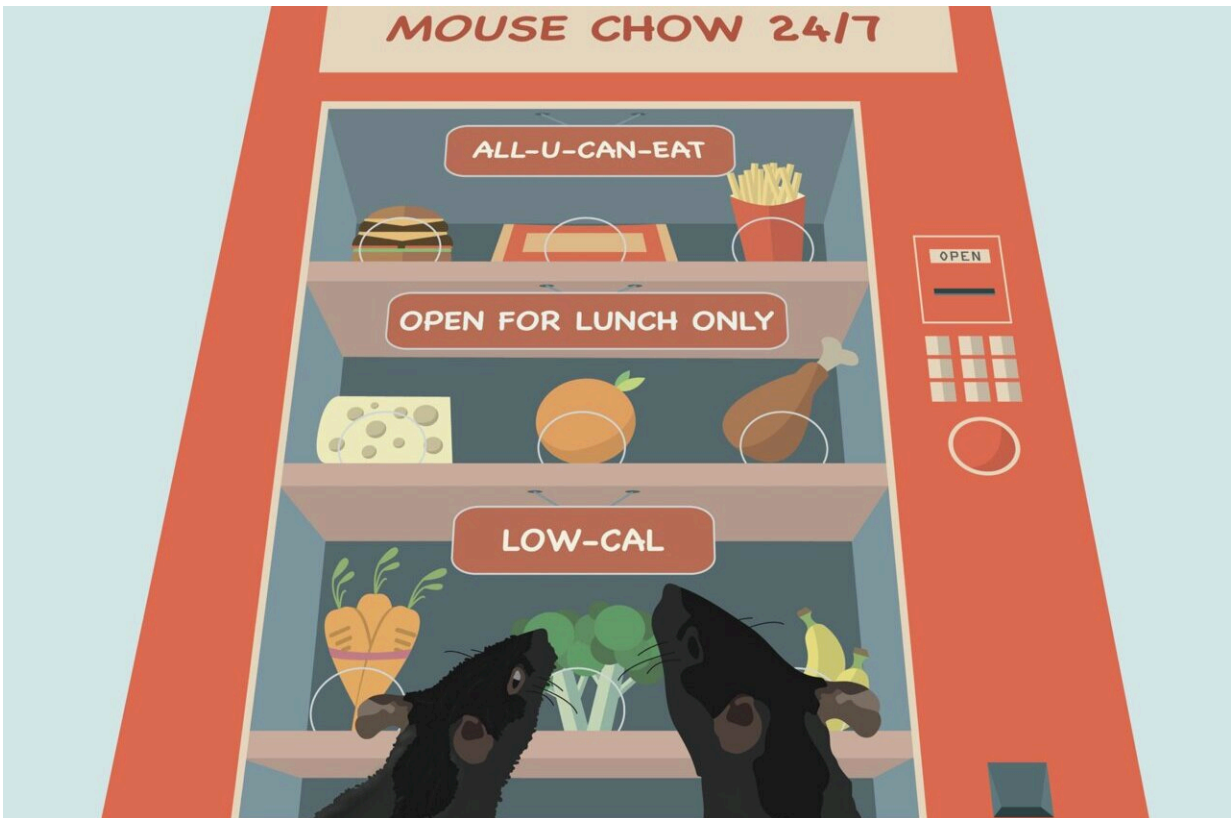 MOUSE CHOW 24/7
ALL-U-CAN-EAT
OPEN
OPEN FOR LUNCH ONLY
LOW-CAL